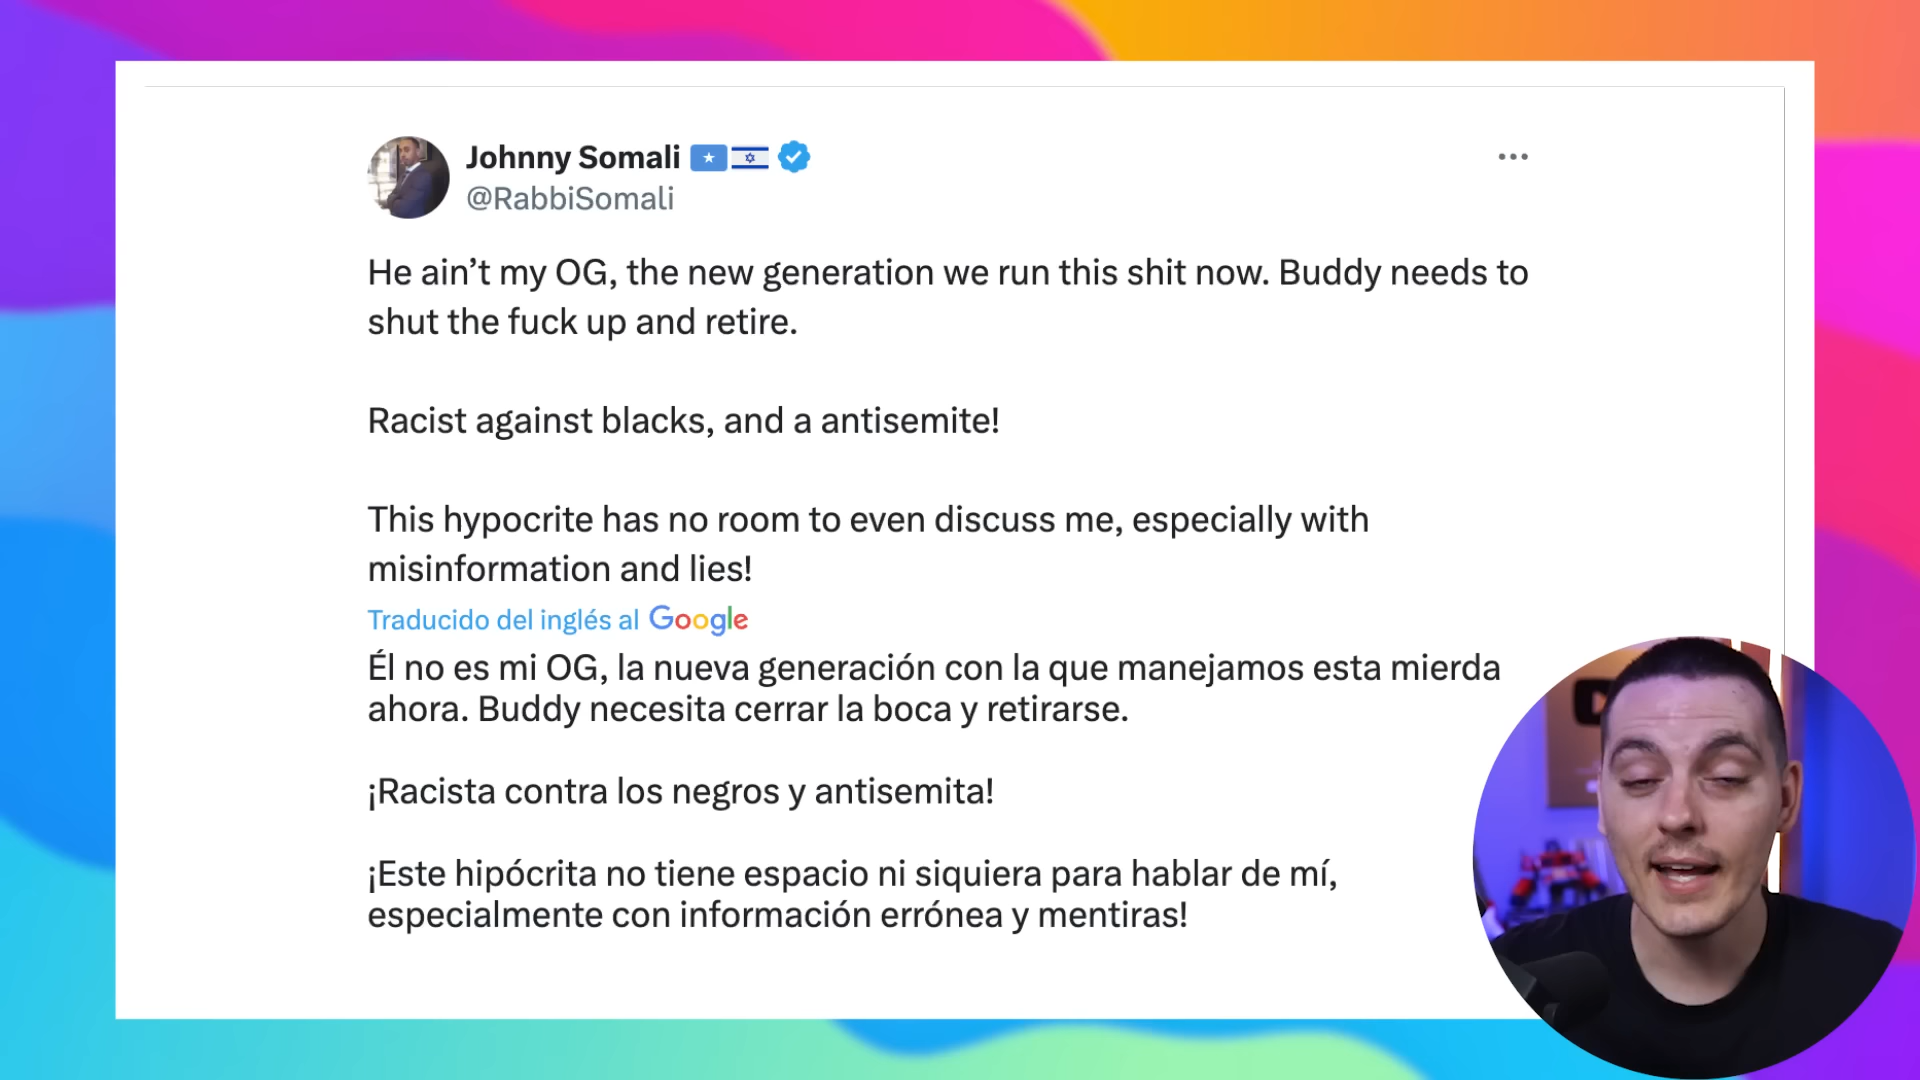 Johnny Somali
@RabbiSomali
He ain’t my OG, the new generation we run this shit now. Buddy needs to
shut the fuck up and retire.
Racist against blacks, and a antisemite!
This hypocrite has no room to even discuss me, especially with
misinformation and lies!
Traducido del inglés al Google
Él no es mi OG, la nueva generación con la que manejamos esta mierda
ahora. Buddy necesita cerrar la boca y retirarse.
¡Racista contra los negros y antisemita!
¡Este hipócrita no tiene espacio ni siquiera para hablar de mí,
especialmente con información errónea y mentiras!